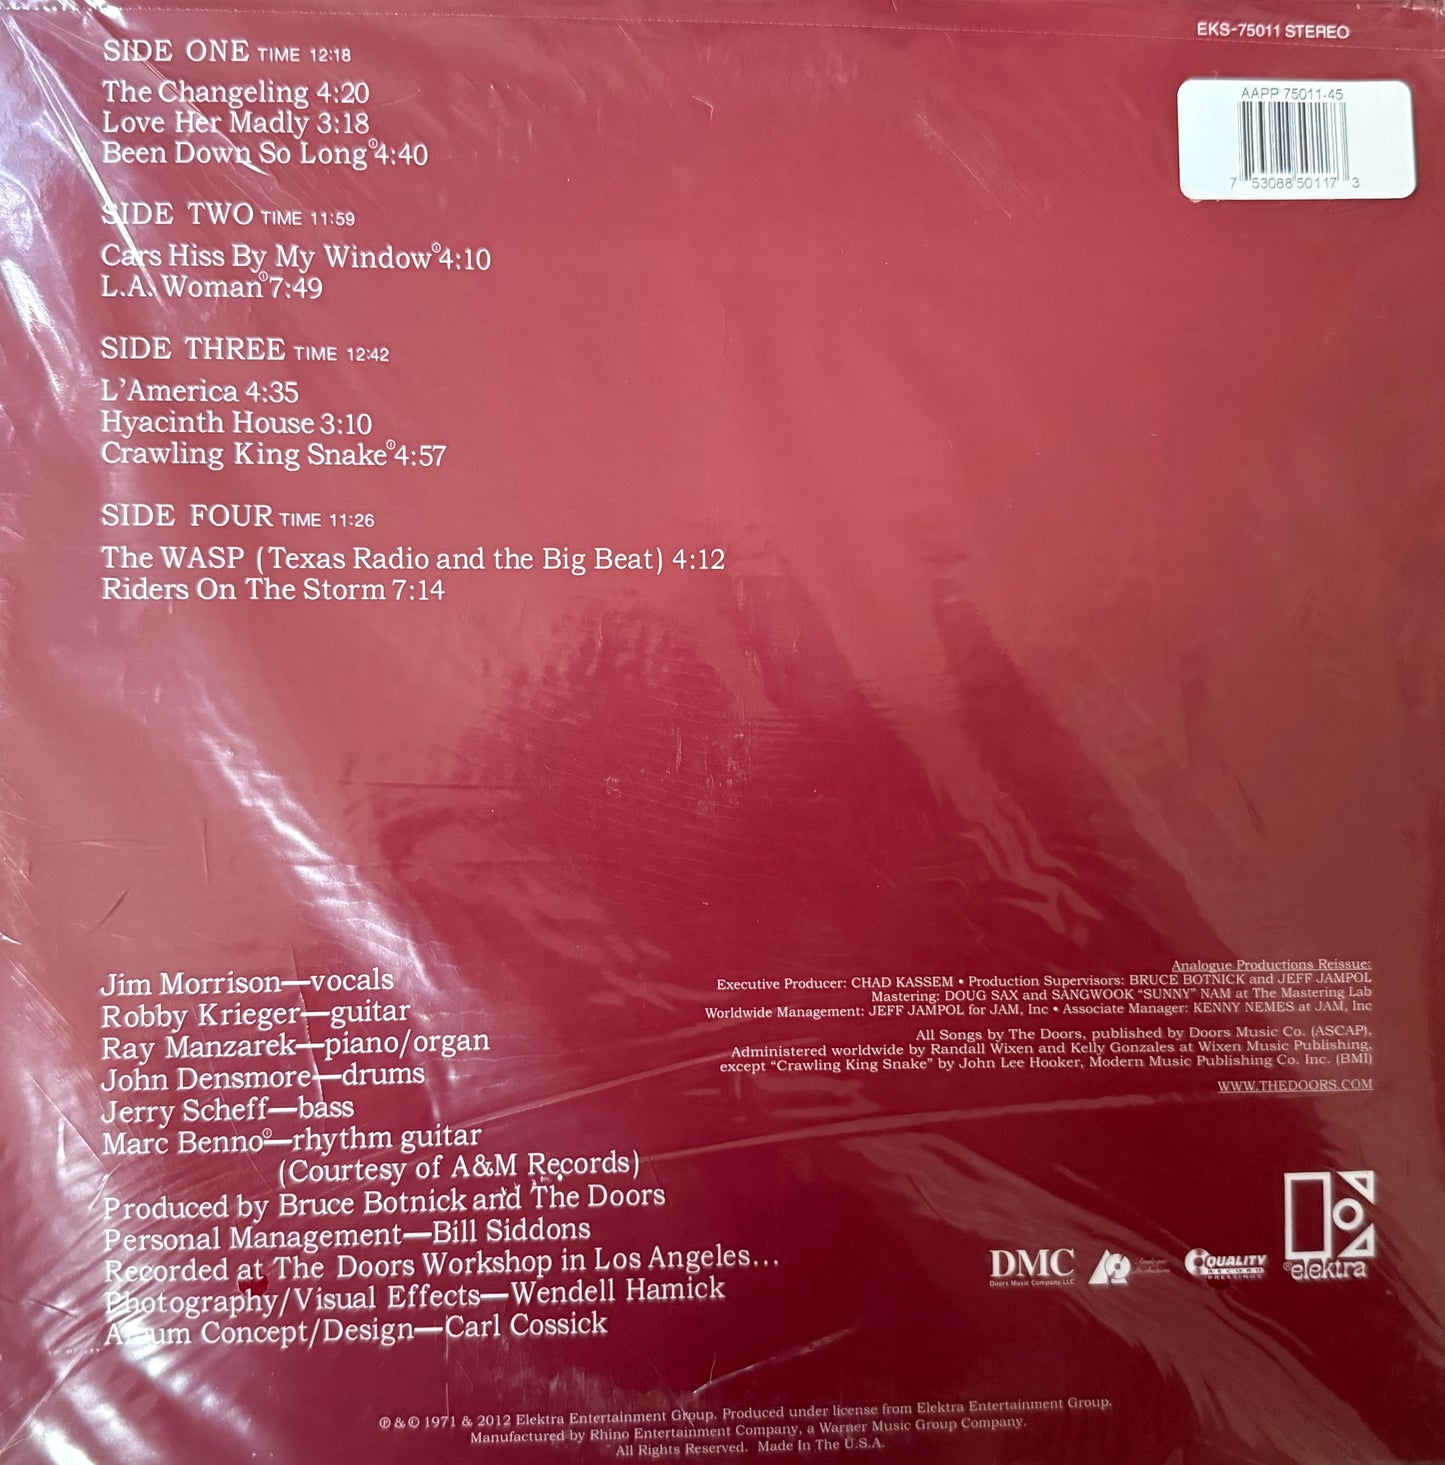 EKS-75011 STEREO
AAPP 75011-45
7 53088 50117 3
SIDE ONE TIME 12:18
The Changeling 4:20
Love Her Madly 3:18
Been Down So Long① 4:40
SIDE TWO TIME 11:59
Cars Hiss By My Window① 4:10
L.A. Woman① 7:49
SIDE THREE TIME 12:42
L'America 4:35
Hyacinth House 3:10
Crawling King Snake① 4:57
SIDE FOUR TIME 11:26
The WASP (Texas Radio and the Big Beat) 4:12
Riders On The Storm 7:14
Jim Morrison—vocals
Robby Krieger—guitar
Ray Manzarek—piano/organ
John Densmore—drums
Jerry Scheff—bass
Marc Benno①—rhythm guitar
(Courtesy of A&M Records)
Produced by Bruce Botnick and The Doors
Personal Management—Bill Siddons
Recorded at The Doors Workshop in Los Angeles...
Photography/Visual Effects—Wendell Hamick
Album Concept/Design—Carl Cossick
Analogue Productions Reissue:
Executive Producer: CHAD KASSEM • Production Supervisors: BRUCE BOTNICK and JEFF JAMPOL
Mastering: DOUG SAX and SANGWOOK "SUNNY" NAM at The Mastering Lab
Worldwide Management: JEFF JAMPOL for JAM, Inc • Associate Manager: KENNY NEMES at JAM, Inc
All Songs by The Doors, published by Doors Music Co. (ASCAP),
Administered worldwide by Randall Wixen and Kelly Gonzales at Wixen Music Publishing,
except "Crawling King Snake" by John Lee Hooker, Modern Music Publishing Co. Inc. (BMI)
WWW.THEDOORS.COM
DMC
Doors Music Company LLC
Analogue
Productions
QUALITY
RECORD
PRESSINGS
®elektra
℗ & © 1971 & 2012 Elektra Entertainment Group. Produced under license from Elektra Entertainment Group.
Manufactured by Rhino Entertainment Company, a Warner Music Group Company.
All Rights Reserved. Made In The U.S.A.